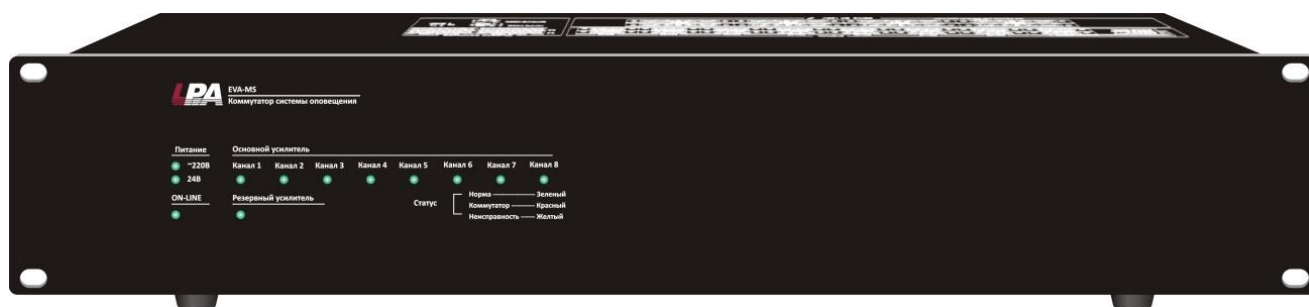 LPA
EVA-MS
Коммутатор системы оповещения
Питание
Основной усилитель
~220В
Канал 1 Канал 2 Канал 3 Канал 4 Канал 5 Канал 6 Канал 7 Канал 8
24В
ON-LINE
Резервный усилитель
Статус
Норма Зеленый
Коммутатор Красный
Неисправность Желтый